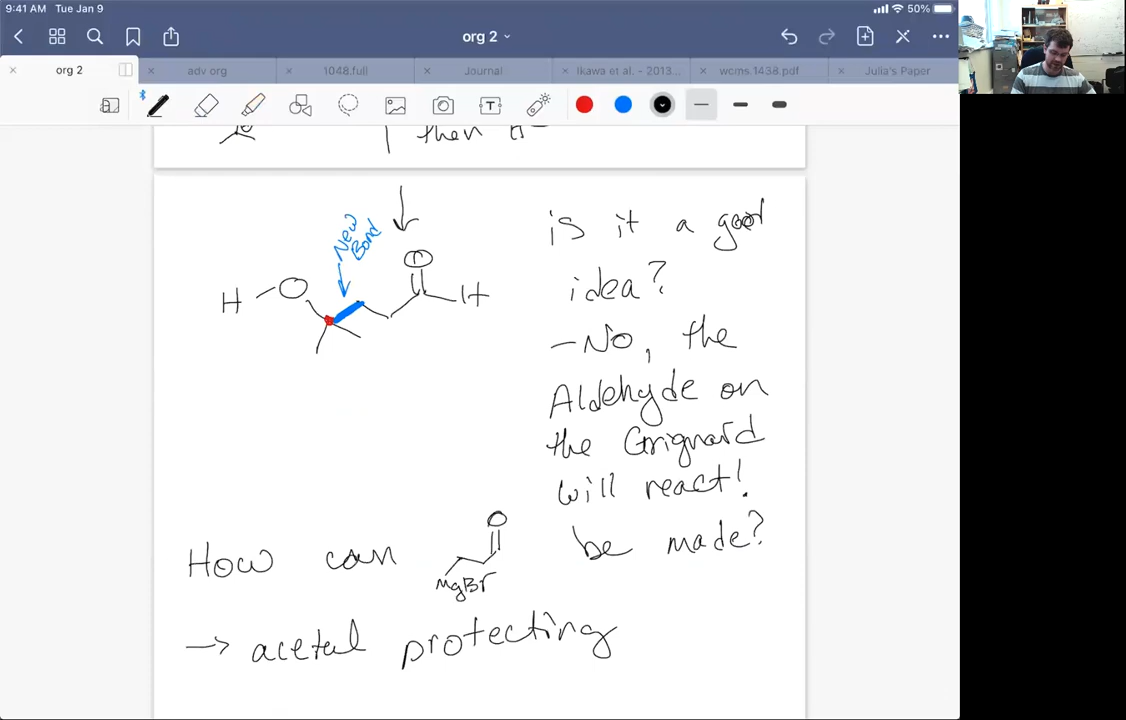 9:41 AM Tue Jan 9
50%
org 2
org 2
adv org
1048.full
Journal
Ikawa et al. - 2013...
wcms.1438.pdf
Julia's Paper
then H
New
Bond
H
O
O
H
is it a good
idea?
- No, the
Aldehyde on
the Grignard
will react!
How can
O
MgBr
be made?
→ acetal protecting